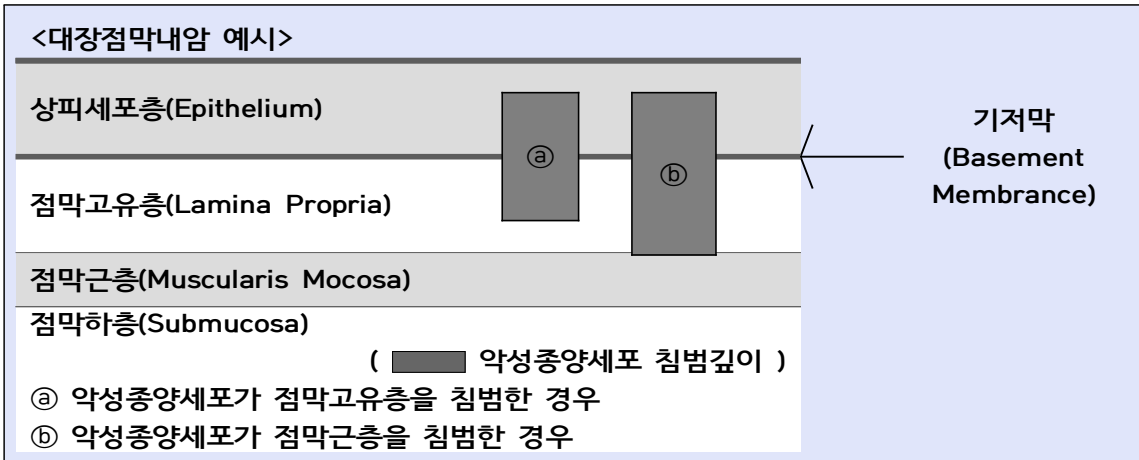 <대장점막내암 예시>
상피세포층(Epithelium)
ⓐ
ⓑ
기저막
(Basement
Membrance)
점막고유층(Lamina Propria)
점막근층(Muscularis Mocosa)
점막하층(Submucosa)
( 악성종양세포 침범깊이 )
ⓐ 악성종양세포가 점막고유층을 침범한 경우
ⓑ 악성종양세포가 점막근층을 침범한 경우